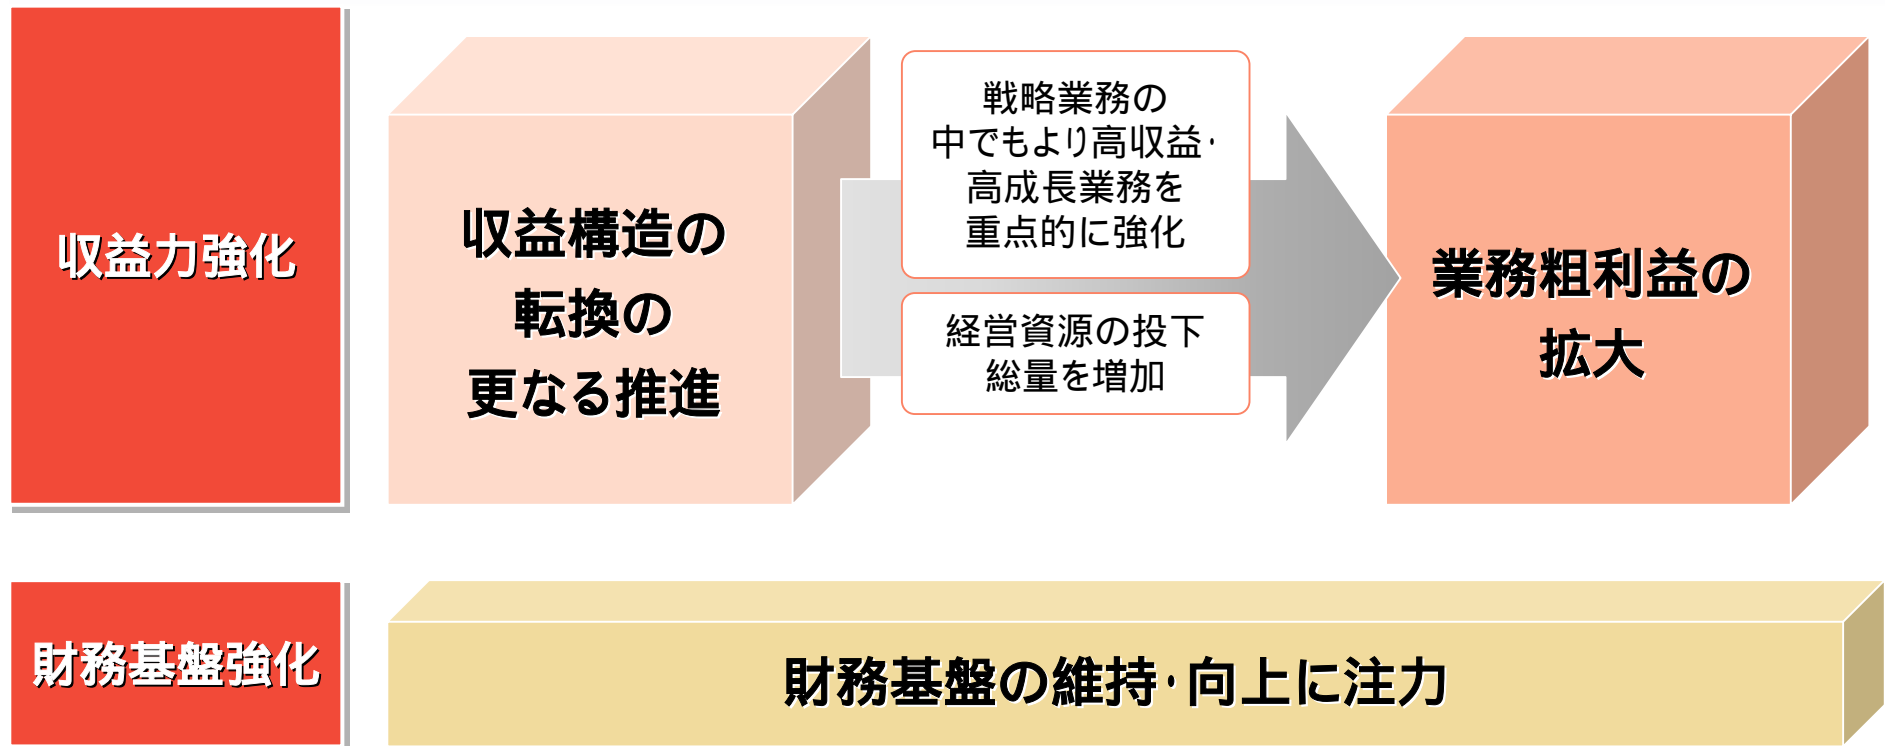 収益力強化
収益構造の
転換の
更なる推進
戦略業務の
中でもより高収益・
高成長業務を
重点的に強化
経営資源の投下
総量を増加
業務粗利益の
拡大
財務基盤強化
財務基盤の維持・向上に注力